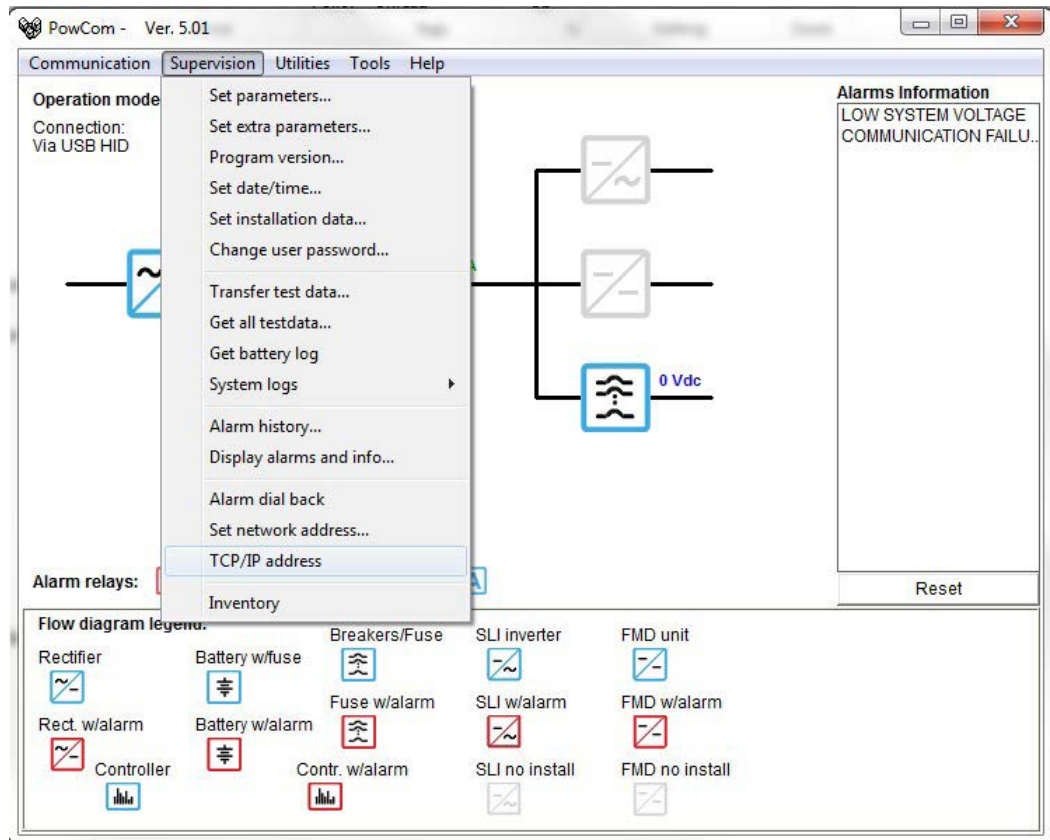 PowCom - Ver. 5.01
Communication Supervision Utilities Tools Help
Operation mode
Connection:
Via USB HID
Set parameters...
Set extra parameters...
Program version...
Set date/time...
Set installation data...
Change user password...
Transfer test data...
Get all testdata...
Get battery log
System logs
Alarm history...
Display alarms and info...
Alarm dial back
Set network address...
TCP/IP address
Inventory
0 Vdc
Alarms Information
LOW SYSTEM VOLTAGE
COMMUNICATION FAILU..
Reset
Alarm relays:
Flow diagram legend:
Rectifier
Battery w/fuse
Breakers/Fuse
SLI inverter
FMD unit
Rect. w/alarm
Battery w/alarm
Fuse w/alarm
SLI w/alarm
FMD w/alarm
Controller
Contr. w/alarm
SLI no install
FMD no install